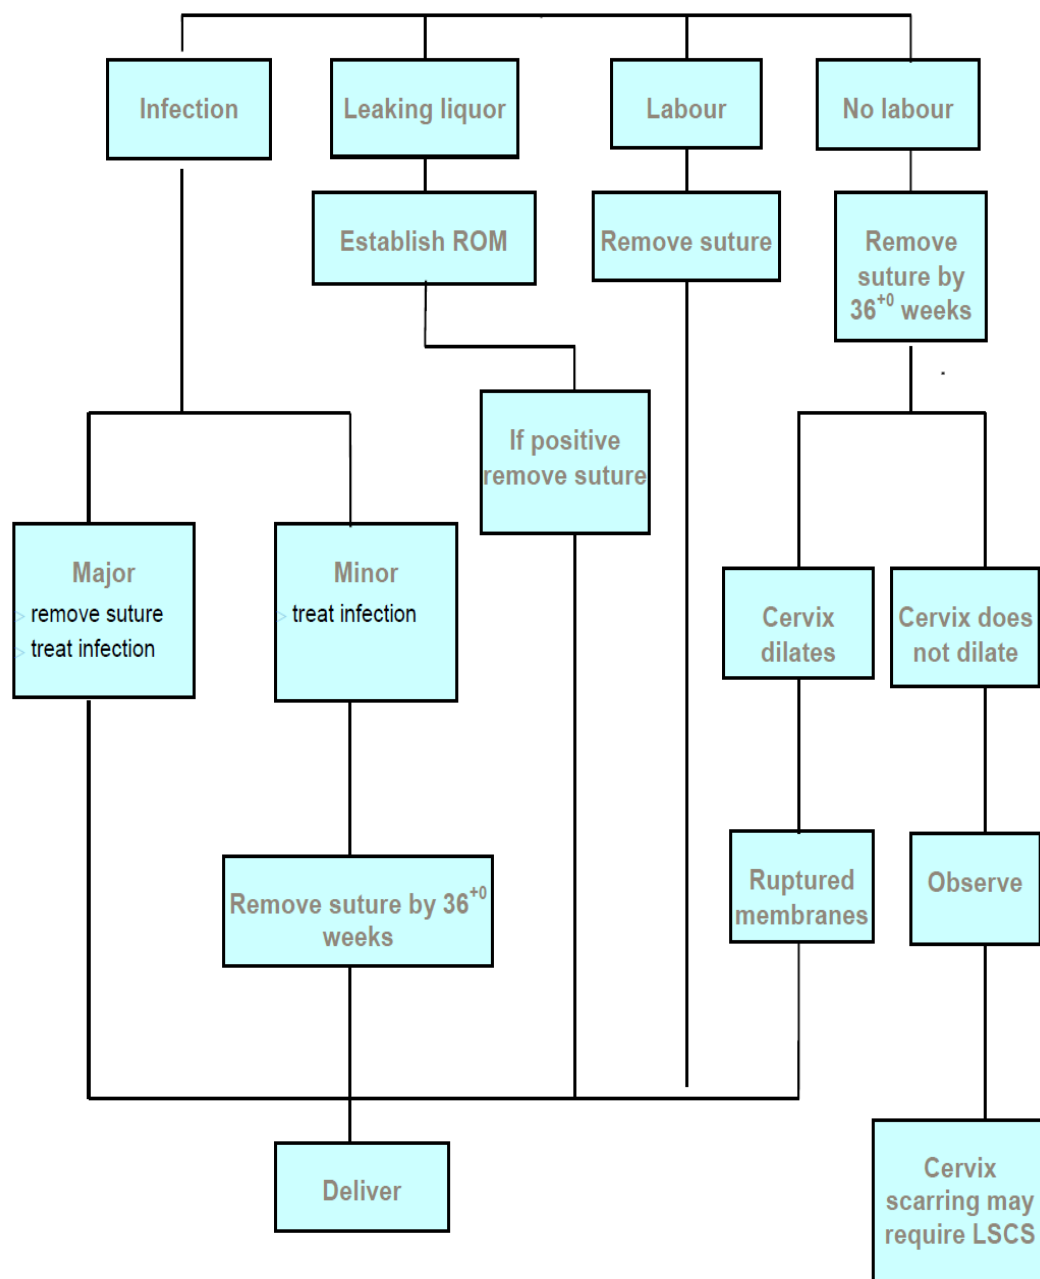 Infection
Leaking liquor
Labour
No labour
Establish ROM
Remove suture
Remove
suture by
36+0 weeks
If positive
remove suture
Major
> remove suture
> treat infection
Minor
> treat infection
Cervix
dilates
Cervix does
not dilate
Remove suture by 36+0
weeks
Ruptured
membranes
Observe
Deliver
Cervix
scarring may
require LSCS